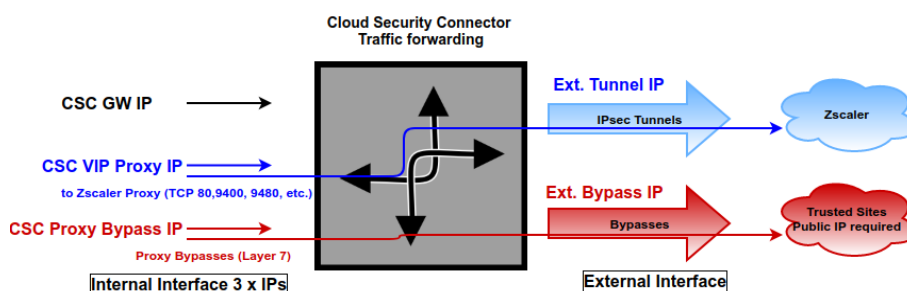 Cloud Security Connector
Traffic forwarding
CSC GW IP
CSC VIP Proxy IP
to Zscaler Proxy (TCP 80,9400, 9480, etc.)
CSC Proxy Bypass IP
Proxy Bypasses (Layer 7)
Internal Interface 3 x IPs
Ext. Tunnel IP
IPsec Tunnels
Zscaler
Ext. Bypass IP
Bypasses
Trusted Sites
Public IP required
External Interface